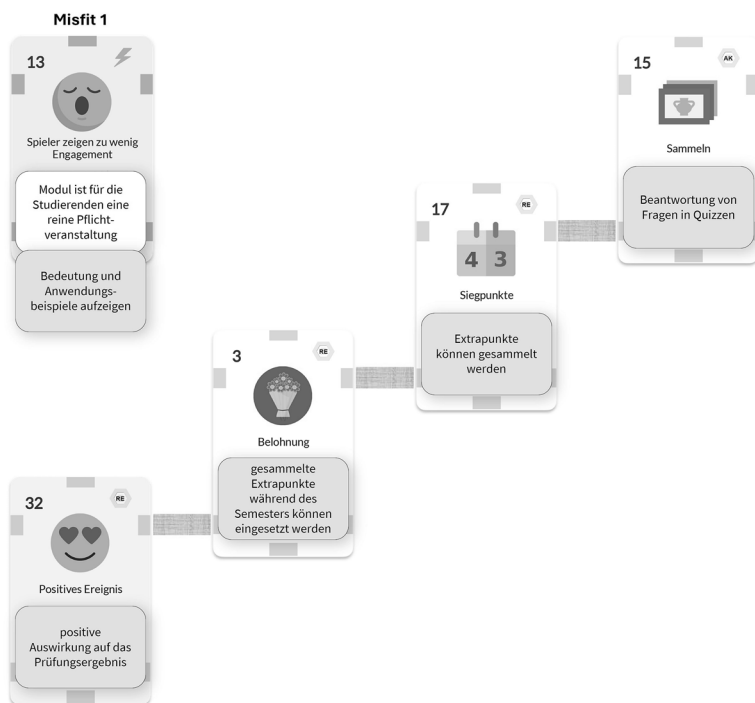 Misfit 1
13
Spieler zeigen zu wenig
Engagement
Modul ist für die
Studierenden eine
reine Pflicht-
veranstaltung
Bedeutung und
Anwendungs-
beispiele aufzeigen
15
AK
Sammeln
Beantwortung von
Fragen in Quizzen
17
RE
4 3
Siegpunkte
Extrapunkte
können gesammelt
werden
3
RE
Belohnung
gesammelte
Extrapunkte
während des
Semesters können
eingesetzt werden
32
RE
Positives Ereignis
positive
Auswirkung auf das
Prüfungsergebnis